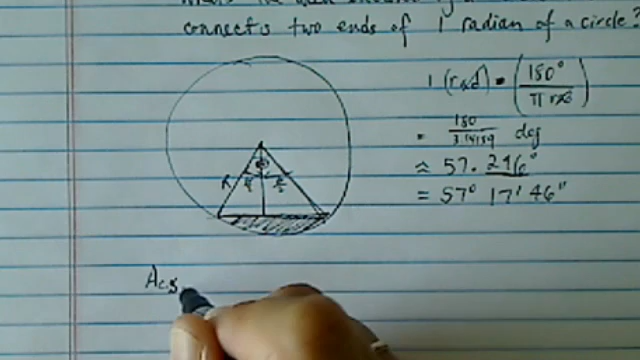 connects two ends of 1 radian of a circle?
1 (rad) • (180° / π rad)
= 180 / 3.14159 deg
≈ 57.296°
= 57° 17' 46"
R
Acs